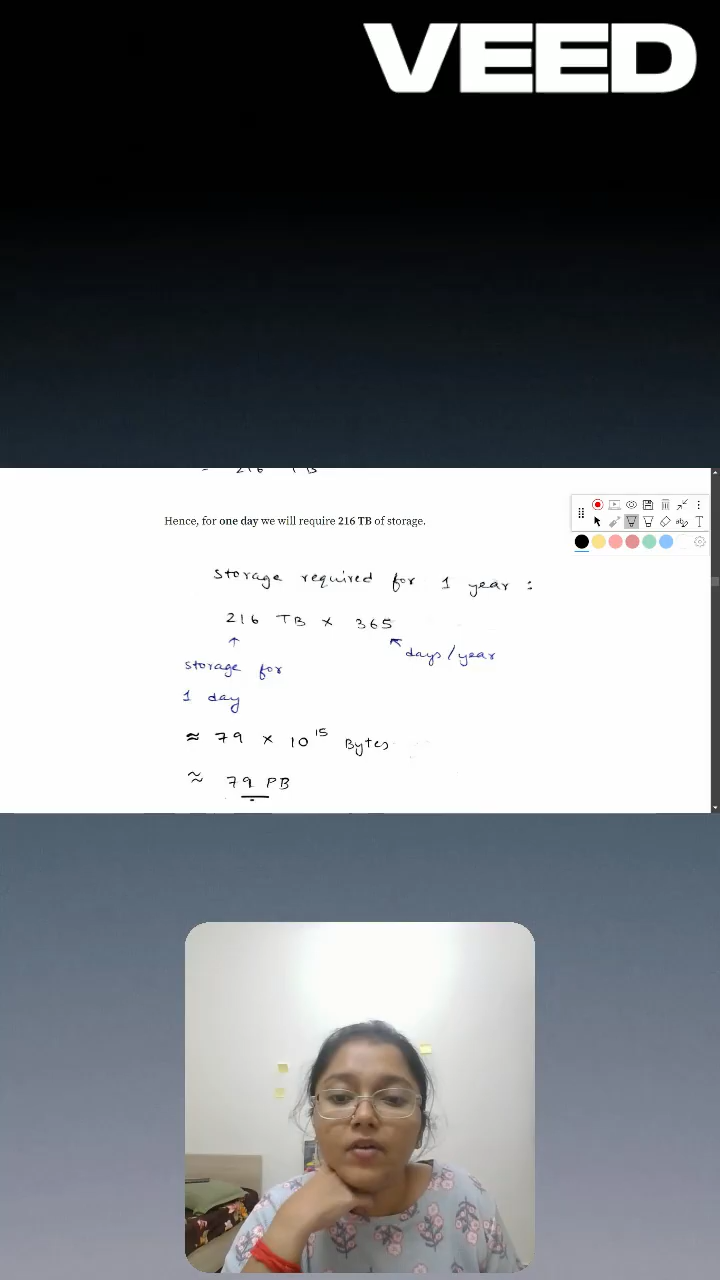 VEED
Hence, for one day we will require 216 TB of storage.
storage required for 1 year :
216 TB × 365
↑
storage for
1 day
days/year
≈ 79 × 10^15 Bytes
≈ 79 PB